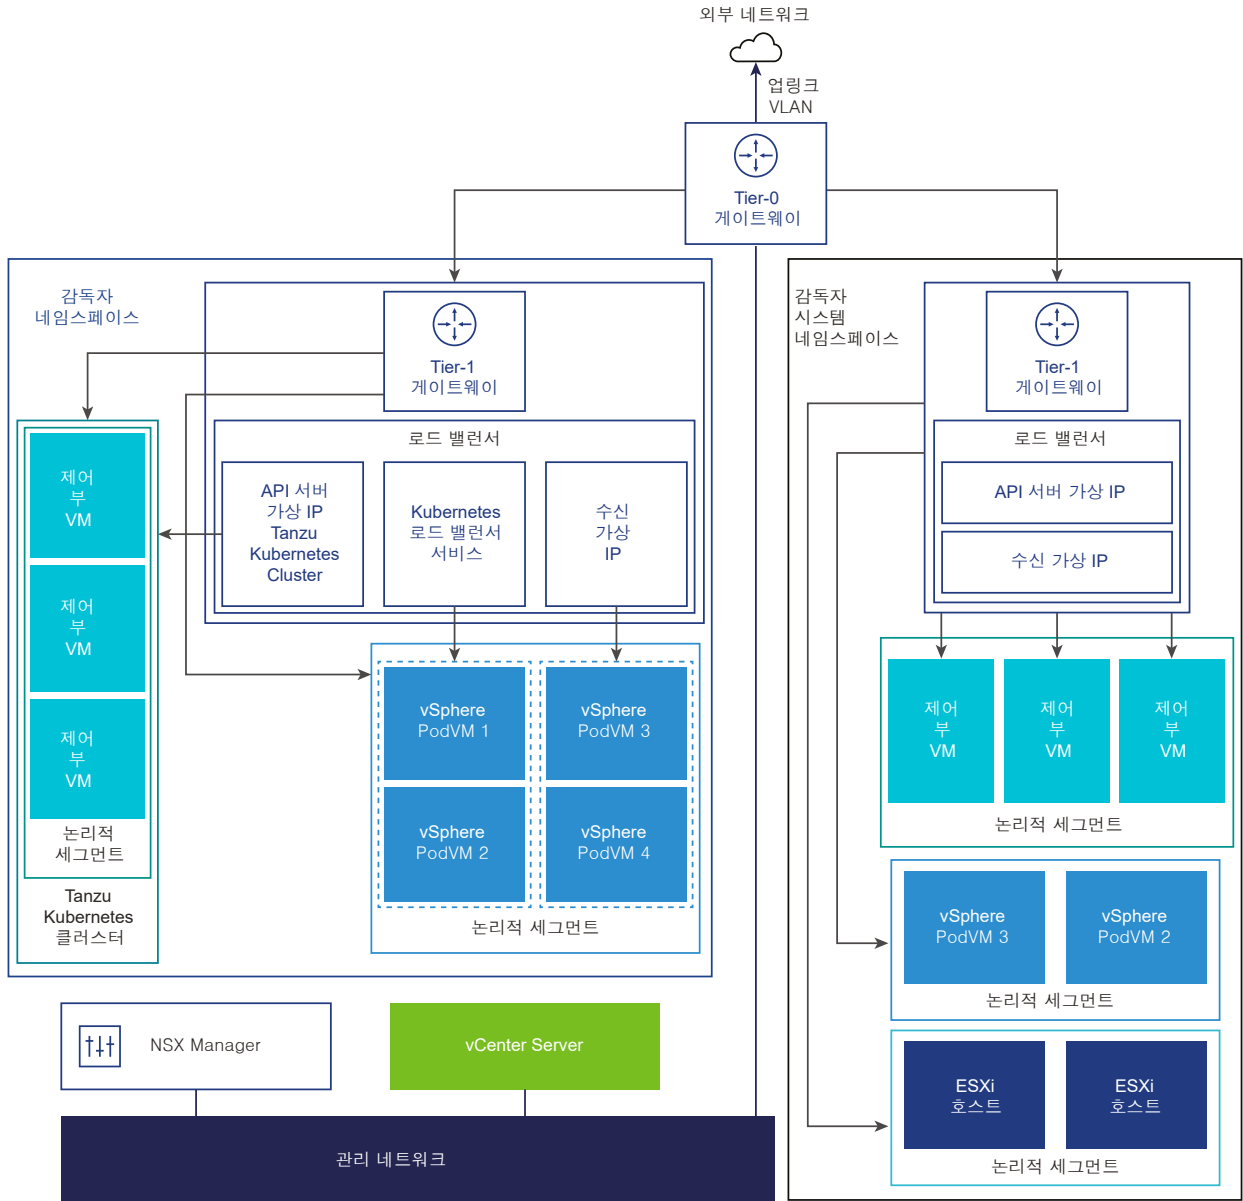 외부 네트워크
업링크
VLAN
Tier-0
게이트웨이
감독자
네임스페이스
Tier-1
게이트웨이
로드 밸런서
API 서버
가상 IP
Tanzu
Kubernetes
Cluster
Kubernetes
로드 밸런서
서비스
수신
가상
IP
제어
부
VM
제어
부
VM
제어
부
VM
논리적
세그먼트
Tanzu
Kubernetes
클러스터
vSphere
PodVM 1
vSphere
PodVM 3
vSphere
PodVM 2
vSphere
PodVM 4
논리적 세그먼트
감독자
시스템
네임스페이스
Tier-1
게이트웨이
로드 밸런서
API 서버 가상 IP
수신 가상 IP
제어
부
VM
제어
부
VM
제어
부
VM
논리적 세그먼트
vSphere
PodVM 3
vSphere
PodVM 2
논리적 세그먼트
ESXi
호스트
ESXi
호스트
논리적 세그먼트
NSX Manager
vCenter Server
관리 네트워크